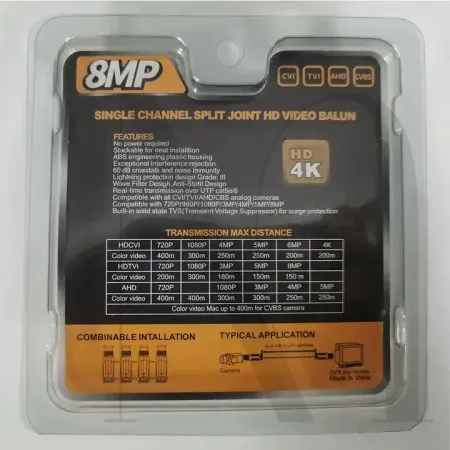 8MP
CVI TVI AHD CVBS
SINGLE CHANNEL SPLIT JOINT HD VIDEO BALUN
FEATURES
No power required
Stackable for neat installtion
ABS engineering plastic housing
Exceptional interference rejection
60 dB crosstalk and noise immunity
Lightning protection design Grade: III
Wave Filter Design,Anti-Static Design
Real-time transmission over UTP cat5e/6
Compatible with all CVI/TVI/AHD/CBS analog cameras
Compatible with 720P/960P/1080P/3MP/4MP/5MP/8MP
Built-in solid state TVS(Transient Voltage Suppressor) for surge protection
HD
4K
TRANSMISSION MAX DISTANCE
HDCVI 720P 1080P 4MP 5MP 6MP 4K
Color video 400m 300m 250m 250m 200m 200m
HDTVI 720P 1080P 3MP 5MP 8MP
Color video 200m 300m 180m 150m 150 m
AHD 720P 1080P 3MP 4MP 5MP
Color video 400m 400m 300m 300m 250m 250m
Color video Mac up to 400m for CVBS camera
COMBINABLE INTALLATION
TYPICAL APPLICATION
Camera
DVR and Monitor
Made in china